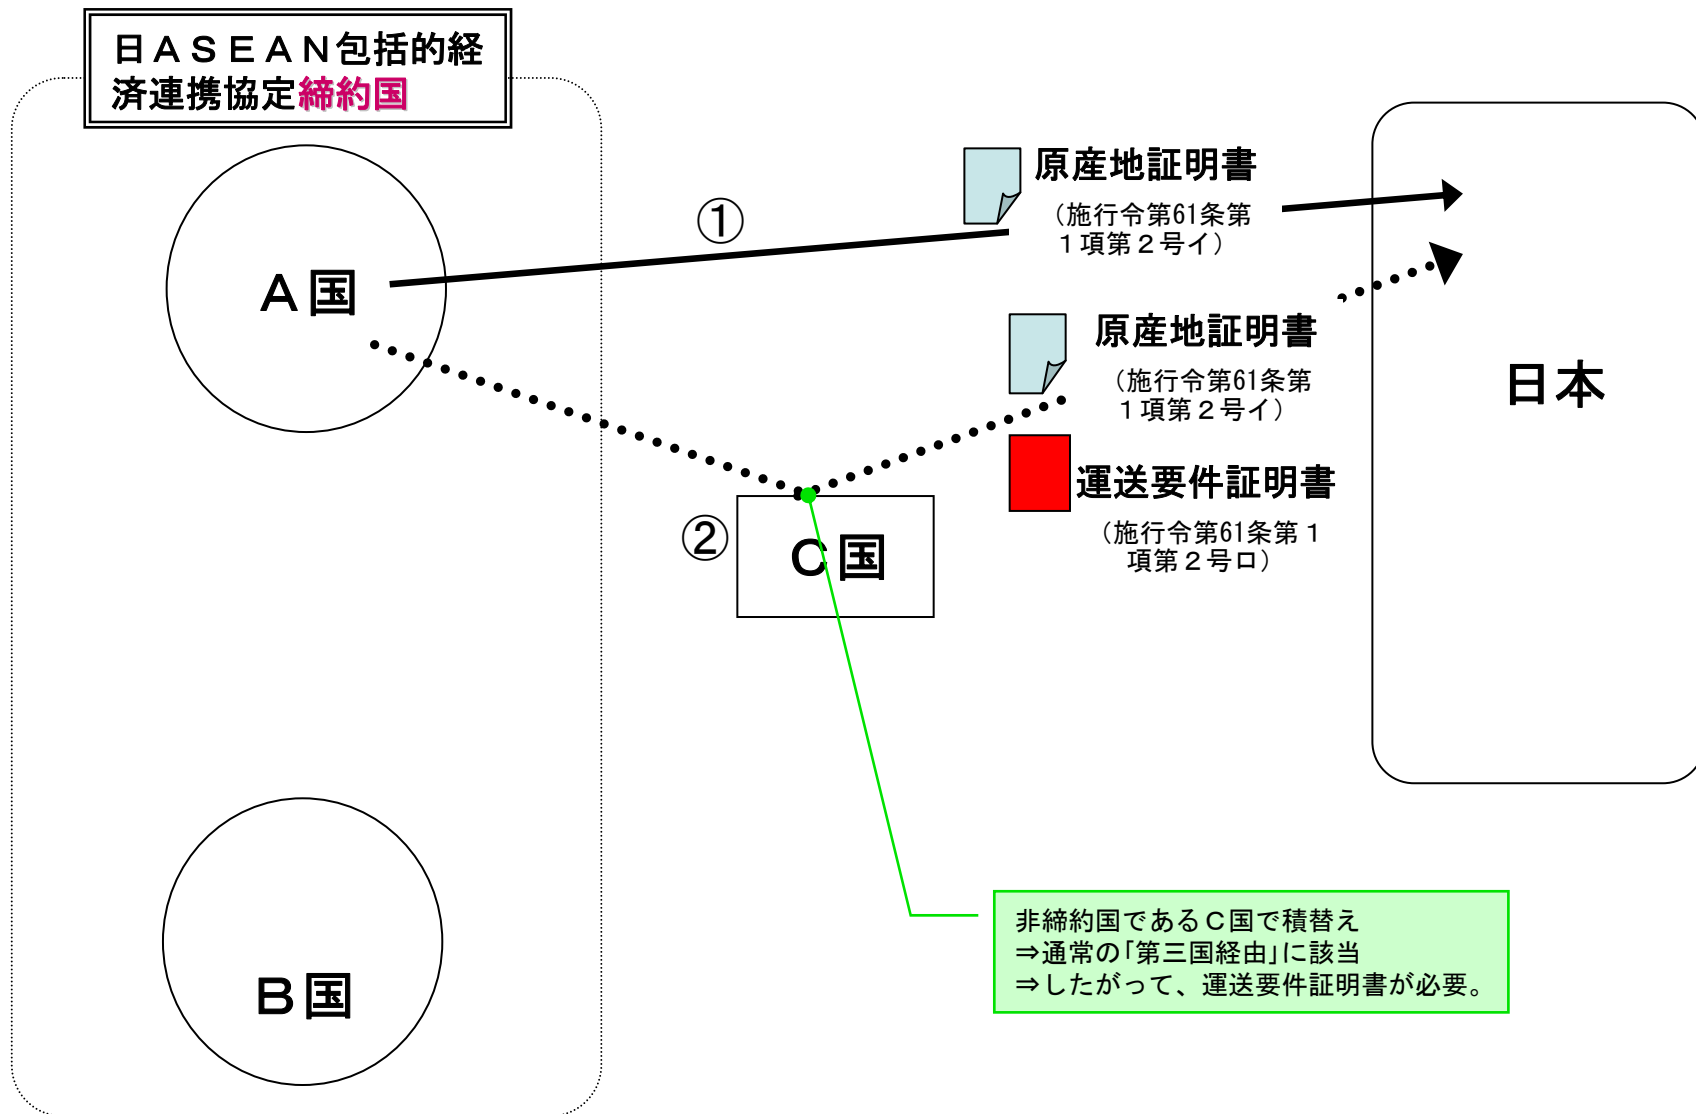 日ＡＳＥＡＮ包括的経
済連携協定締約国
原産地証明書
（施行令第61条第
１項第２号イ）
①
Ａ国
原産地証明書
（施行令第61条第
１項第２号イ）
日本
運送要件証明書
（施行令第61条第１
項第２号ロ）
②
Ｃ国
非締約国であるＣ国で積替え
⇒通常の｢第三国経由｣に該当
⇒したがって、運送要件証明書が必要。
Ｂ国